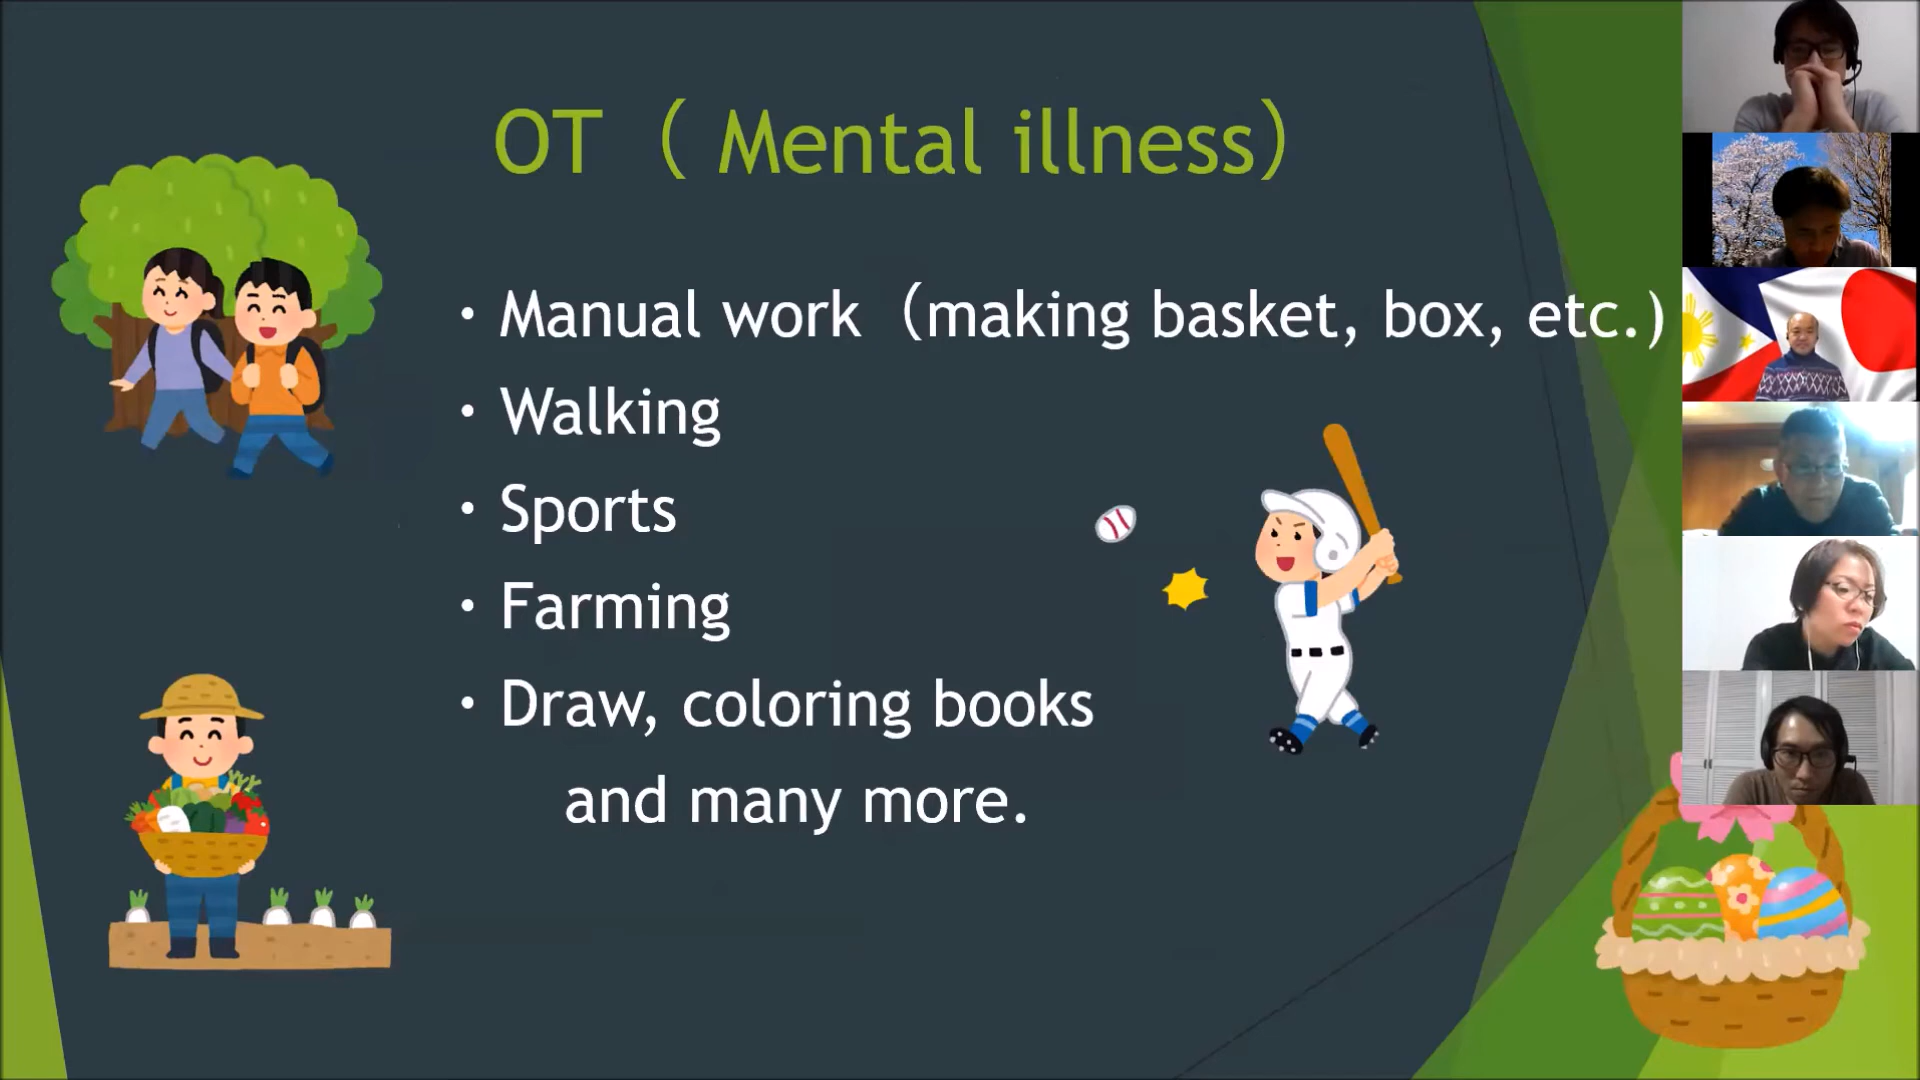 OT（ Mental illness）
・Manual work（making basket, box, etc.)
・Walking
・Sports
・Farming
・Draw, coloring books
and many more.